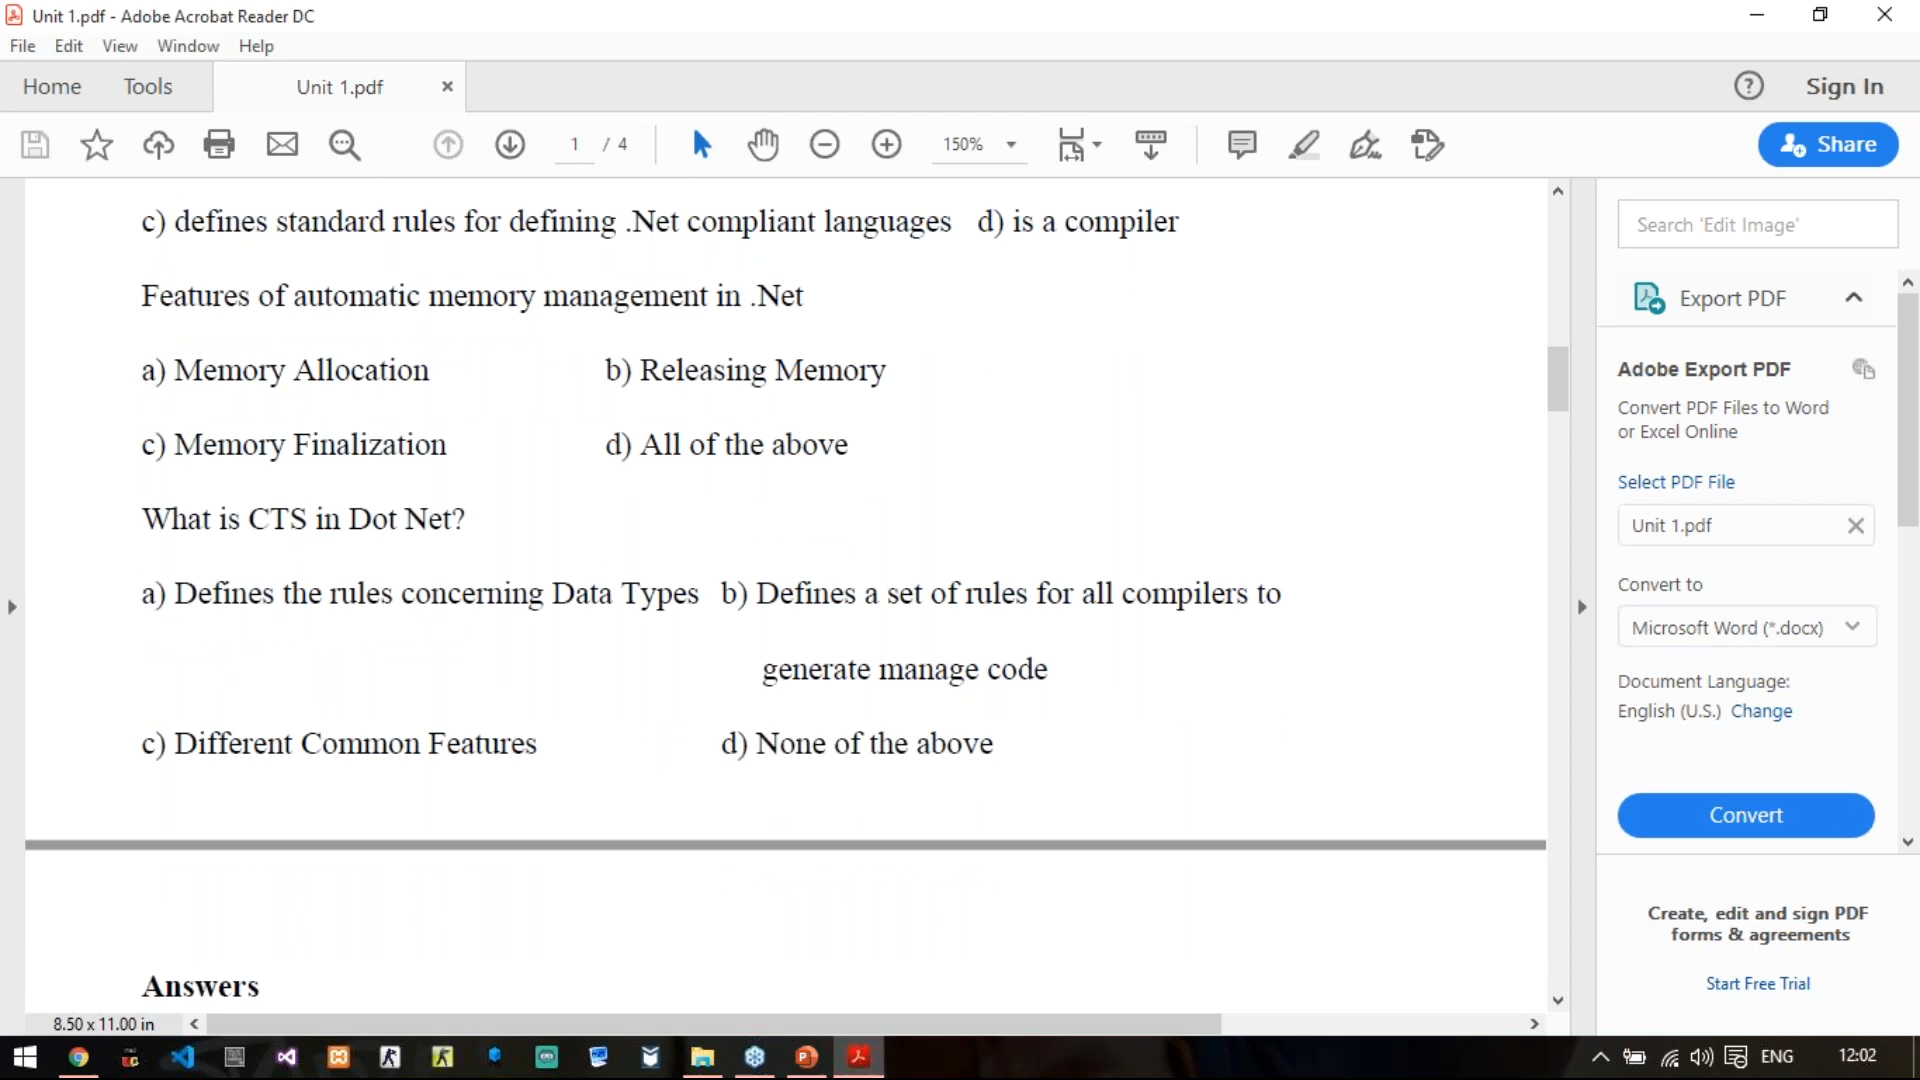 Unit 1.pdf - Adobe Acrobat Reader DC
File Edit View Window Help
Home Tools Unit 1.pdf × Sign In
1 / 4 150% Share
c) defines standard rules for defining .Net compliant languages d) is a compiler
Features of automatic memory management in .Net
a) Memory Allocation b) Releasing Memory
c) Memory Finalization d) All of the above
What is CTS in Dot Net?
a) Defines the rules concerning Data Types b) Defines a set of rules for all compilers to
generate manage code
c) Different Common Features d) None of the above
Answers
8.50 x 11.00 in
Search 'Edit Image'
Export PDF
Adobe Export PDF
Convert PDF Files to Word
or Excel Online
Select PDF File
Unit 1.pdf
Convert to
Microsoft Word (*.docx)
Document Language:
English (U.S.) Change
Convert
Create, edit and sign PDF
forms & agreements
Start Free Trial
ENG 12:02